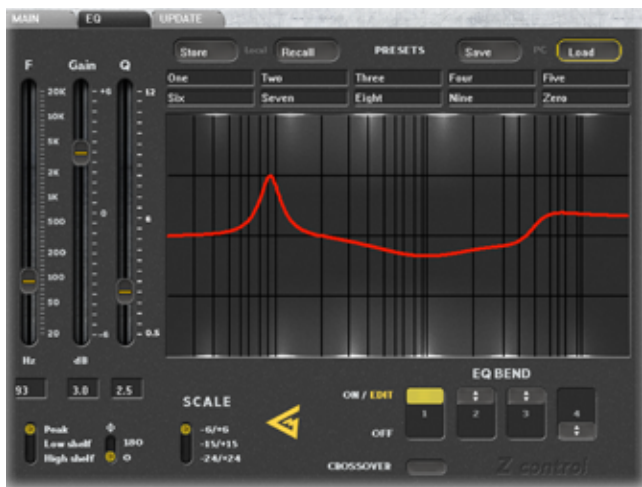 MAIN EQ UPDATE
Store Local Recall PRESETS Save PC Load
F Gain Q
One Two Three Four Five
Six Seven Eight Nine Zero
20K +6 12
10K
5K
2K
1K
0 6
500
200
100
50
20 -6 0.5
Hz dB
93 3.0 2.5
EQ BEND
SCALE
ON / EDIT
1 2 3 4
OFF
Peak
Low shelf 180
High shelf 0
-6/+6
-15/+15
-24/+24
CROSSOVER
Z control